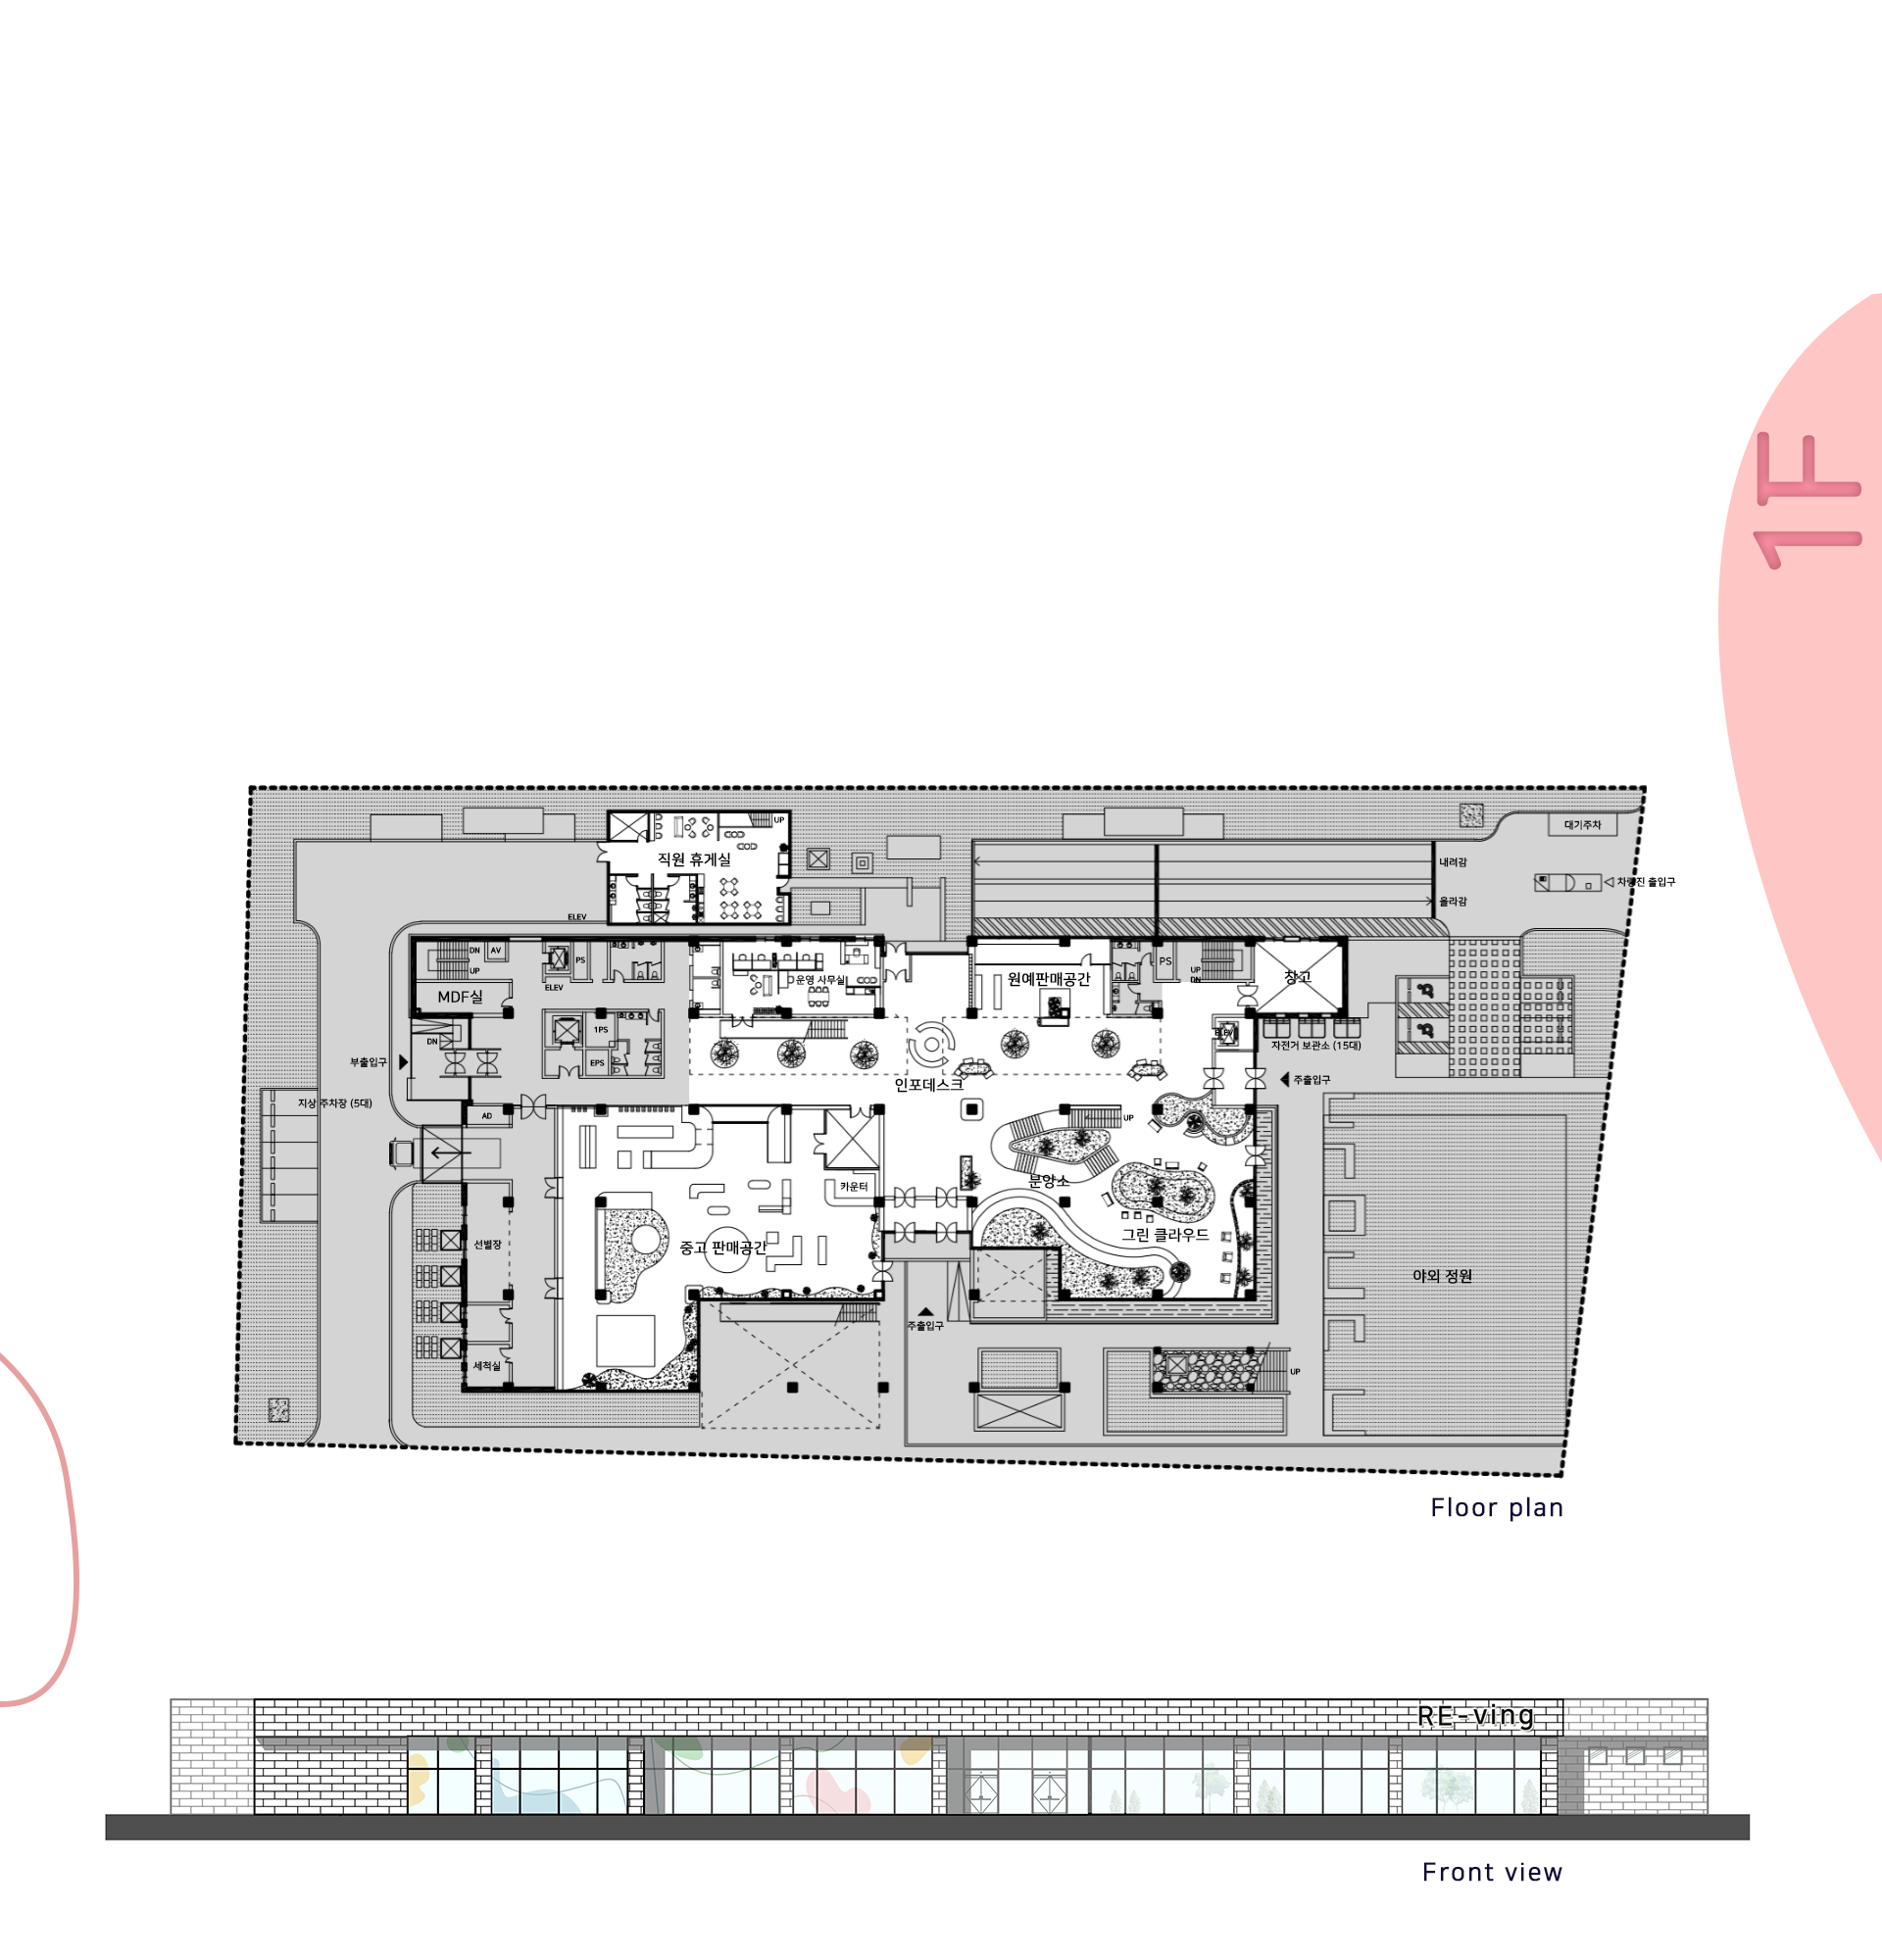 1F
대기주차
UP
직원 휴게실
내려감
차량진 출입구
올라감
ELEV
DN
AV
UP
PS
ELEV
MDF실
운영 사무실
원예판매공간
PS
UP
DN
창고
DN
1PS
EPS
ELEV
자전거 보관소 (15대)
부출입구
인포데스크
주출입구
지상 주차장 (5대)
AD
UP
분양소
카운터
선별장
중고 판매공간
그린 클라우드
야외 정원
주출입구
세척실
UP
Floor plan
RE-ving
Front view